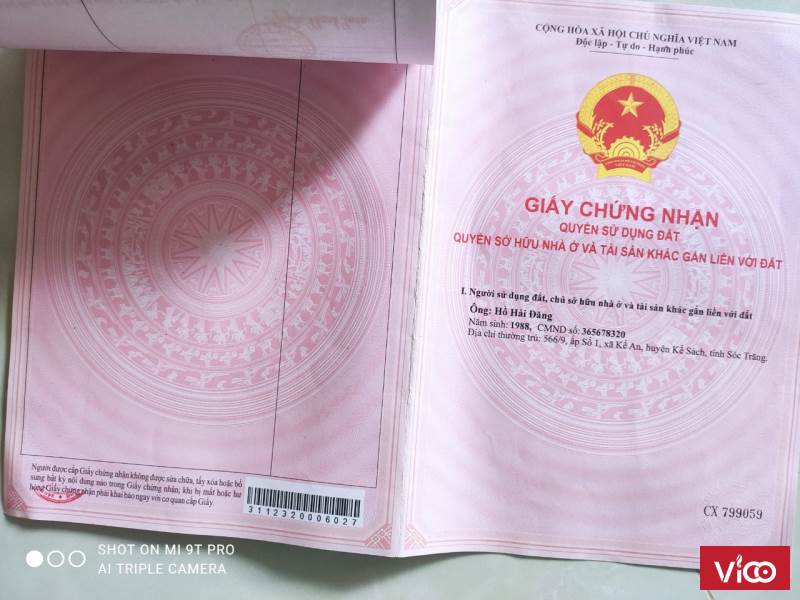 CỘNG HÒA XÃ HỘI CHỦ NGHĨA VIỆT NAM
Độc lập - Tự do - Hạnh phúc
GIẤY CHỨNG NHẬN
QUYỀN SỬ DỤNG ĐẤT
QUYỀN SỞ HỮU NHÀ Ở VÀ TÀI SẢN KHÁC GẮN LIỀN VỚI ĐẤT
I. Người sử dụng đất, chủ sở hữu nhà ở và tài sản khác gắn liền với đất
Ông: Hồ Hải Đăng
Năm sinh: 1988, CMND số: 365678320
Địa chỉ thường trú: 566/9, ấp Số 1, xã Kế An, huyện Kế Sách, tỉnh Sóc Trăng.
CX 799059
Người được cấp Giấy chứng nhận không được sửa chữa, tẩy xóa hoặc bổ
sung bất kỳ nội dung nào trong Giấy chứng nhận; khi bị mất hoặc hư
hỏng Giấy chứng nhận phải khai báo ngay với cơ quan cấp Giấy.
3112320006027
SHOT ON MI 9T PRO
AI TRIPLE CAMERA
Vico